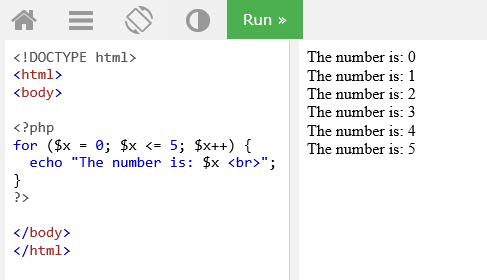 Run »
<!DOCTYPE html>
<html>
<body>
<?php
for ($x = 0; $x <= 5; $x++) {
  echo "The number is: $x <br>";
}
?>
</body>
</html>
The number is: 0
The number is: 1
The number is: 2
The number is: 3
The number is: 4
The number is: 5